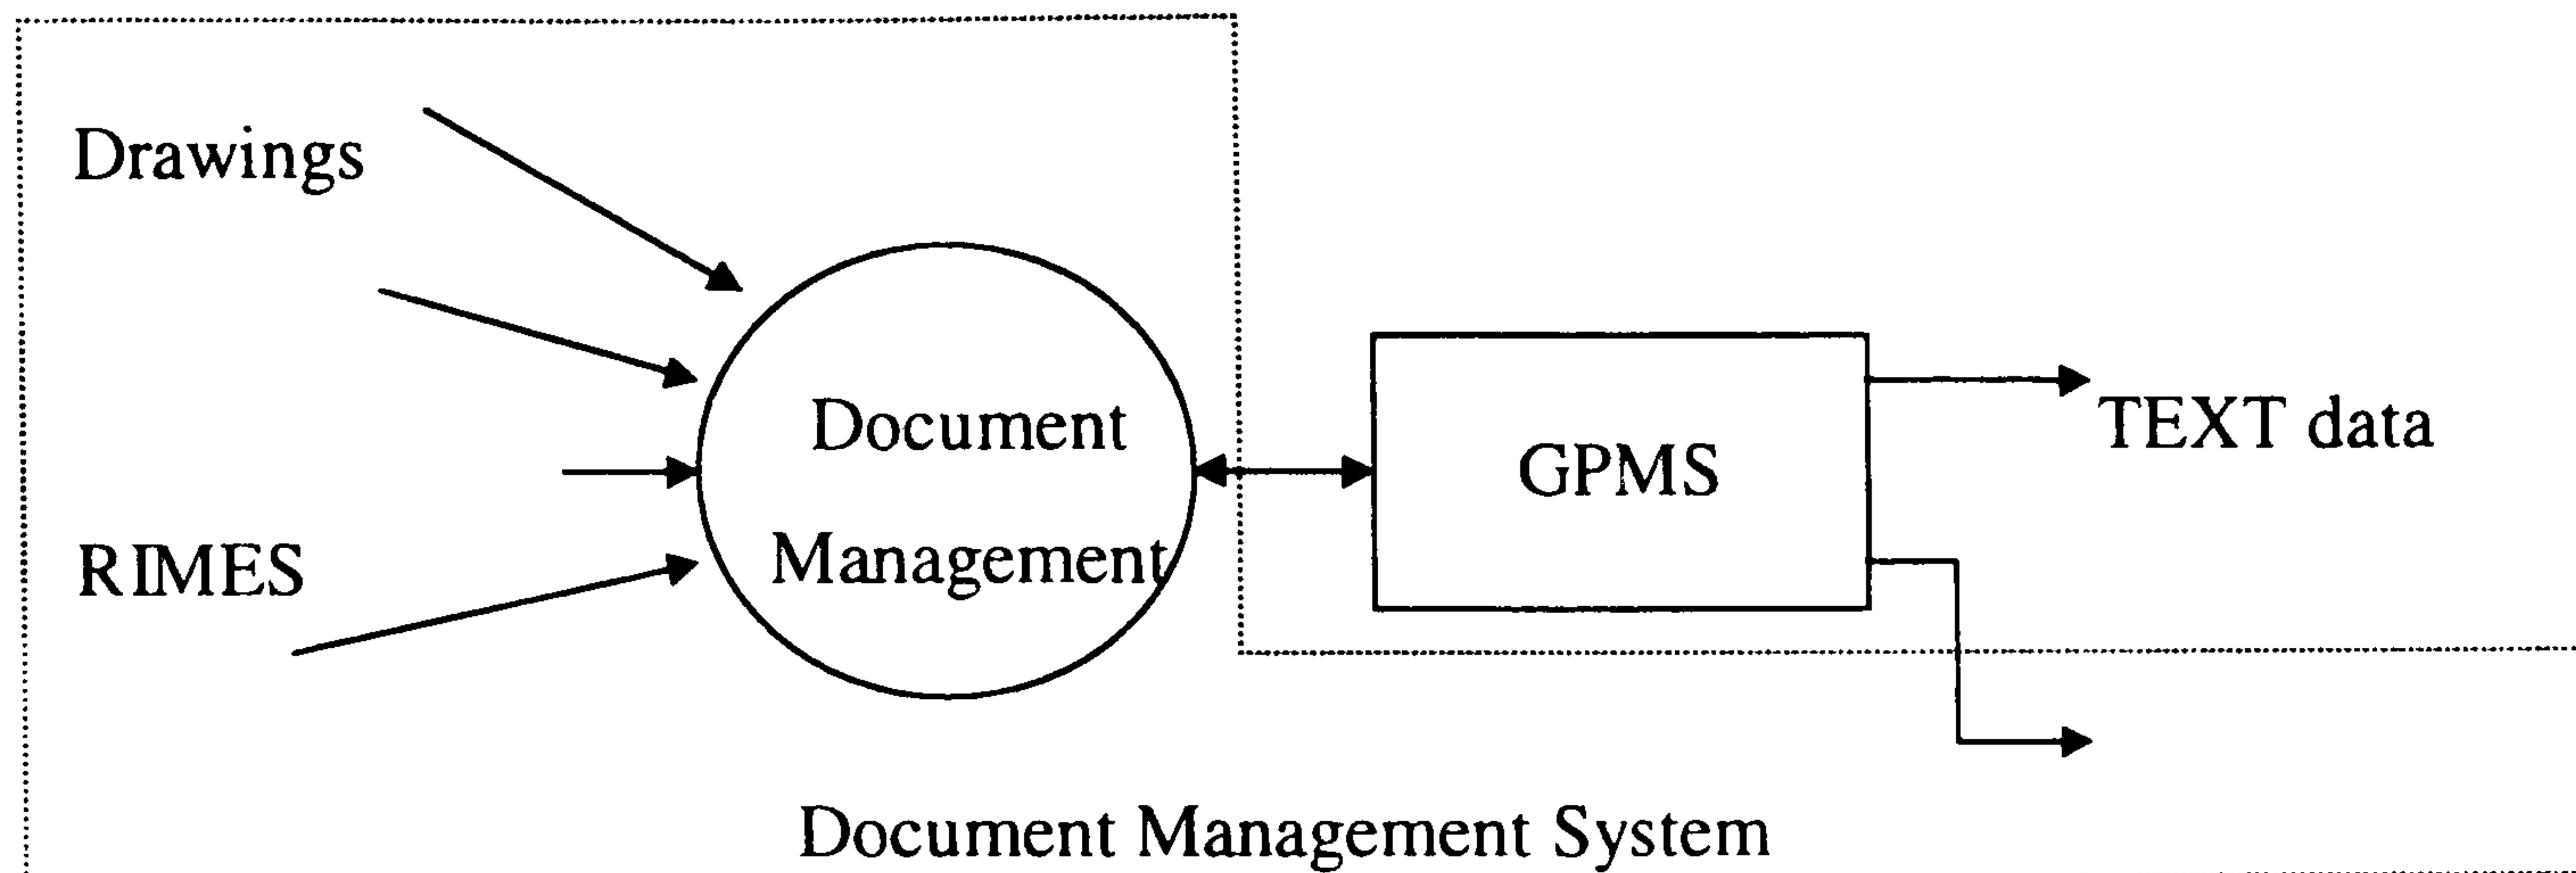 Drawings
Document
Management
GPMS
TEXT data
RIMES
Document Management System